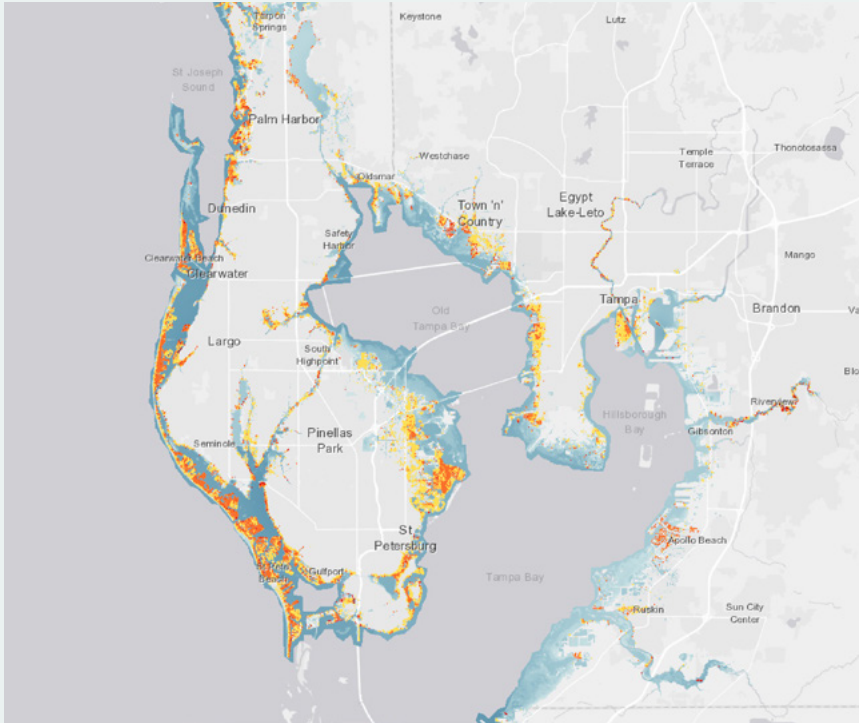 Tarpon
Springs
Keystone
Lutz
St Joseph
Sound
Palm Harbor
Westchase
Temple
Terrace
Thonotosassa
Oldsmar
Egypt
Lake-Leto
Dunedin
Town 'n'
Country
Safety
Harbor
Mango
Clearwater Beach
Clearwater
Tampa
Brandon
Old
Tampa Bay
Largo
South
Highpoint
Riverview
Hillsborough
Bay
Gibsonton
Pinellas
Park
Seminole
St
Petersburg
Apollo Beach
Gulfport
Beach
Tampa Bay
Ruskin
Sun City
Center